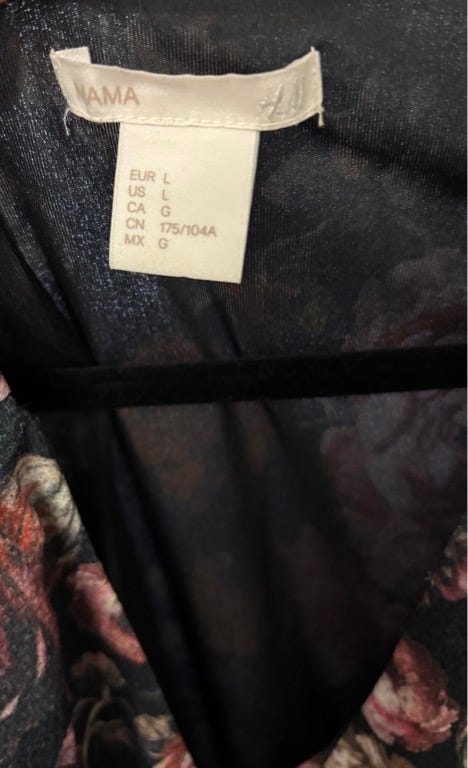 MAMA H&M
EUR L
US L
CA G
CN 175/104A
MX G